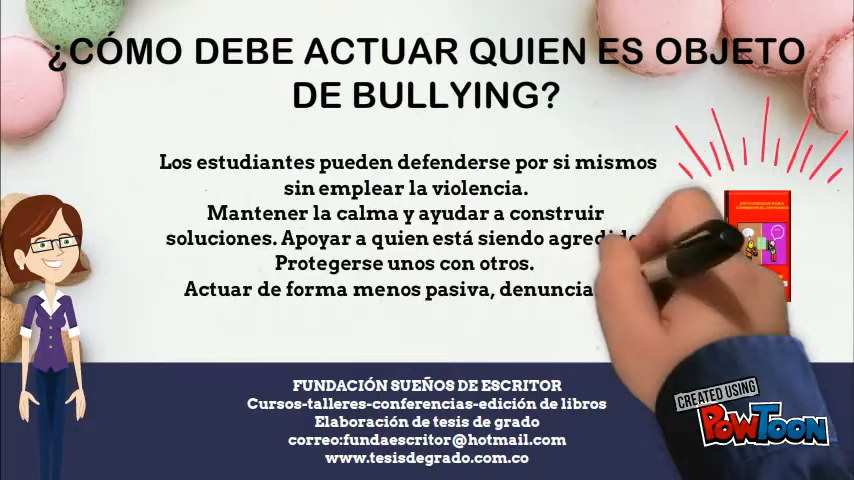 ¿CÓMO DEBE ACTUAR QUIEN ES OBJETO
DE BULLYING?
Los estudiantes pueden defenderse por si mismos
sin emplear la violencia.
Mantener la calma y ayudar a construir
soluciones. Apoyar a quien está siendo
Protegerse unos con otros.
Actuar de forma menos pasiva,
FUNDACIÓN SUEÑOS DE ESCRITOR
Cursos-talleres-conferencias-edición de libros
Elaboración de tesis de grado
correo:fundaescritor@hotmail.com
www.tesisdegrado.com.co
CREATED USING
POWTOON